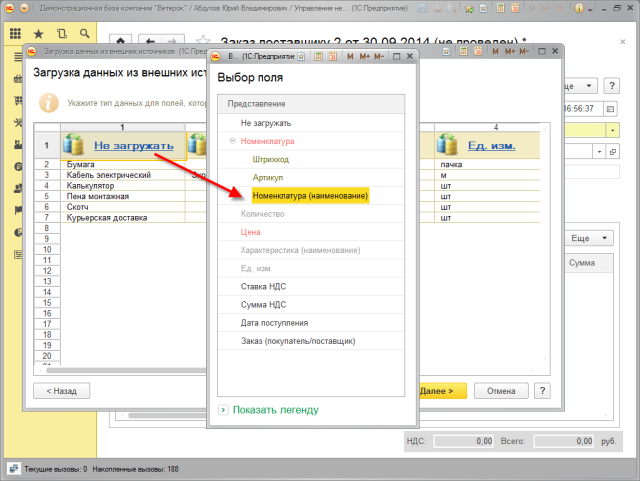 Демонстрационная база компании "Ветерок" / Абдулов Юрий Владимирович / Управление не... (1С:Предприятие)
Заказ поставщику 2 от 30.09.2014 (не проведен) *
Загрузка данных из внешних источников (1С:Пред
В... (1С:Предприятие)
M M+ M-
Загрузка данных из внешних ист
Выбор поля
Укажите тип данных для полей, котор
Представление
Не загружать
Номенклатура
Штрихкод
Артикул
Номенклатура (наименование)
Количество
Цена
Характеристика (наименование)
Ед. изм
Ставка НДС
Сумма НДС
Дата поступления
Заказ (покупатель/поставщик)
Показать легенду
1
4
1 Не загружать Ед. изм.
2 Бумага пачка
3 Кабель электрический м
4 Калькулятор шт
5 Пена монтажная шт
6 Скотч шт
7 Курьерская доставка шт
8
9
10
11
12
13
14
15
16
17
18
19
20
< Назад
Далее >
Отмена
?
Еще
?
16:56:37
Еще
Сумма
НДС: 0,00 Всего: 0,00 руб.
Текущие вызовы: 0 Накопленные вызовы: 188